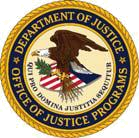 DEPARTMENT OF JUSTICE
QUI PRO DOMINA JUSTITIA SEQUITUR
OFFICE OF JUSTICE PROGRAMS